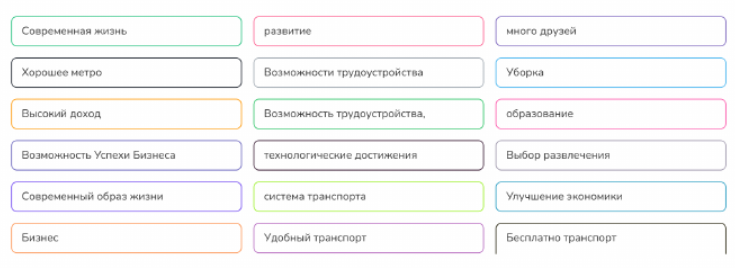 Современная жизнь
развитие
много друзей
Хорошее метро
Возможности трудоустройства
Уборка
Высокий доход
Возможность трудоустройства,
образование
Возможность Успехи Бизнеса
технологические достижения
Выбор развлечения
Современный образ жизни
система транспорта
Улучшение экономики
Бизнес
Удобный транспорт
Бесплатно транспорт